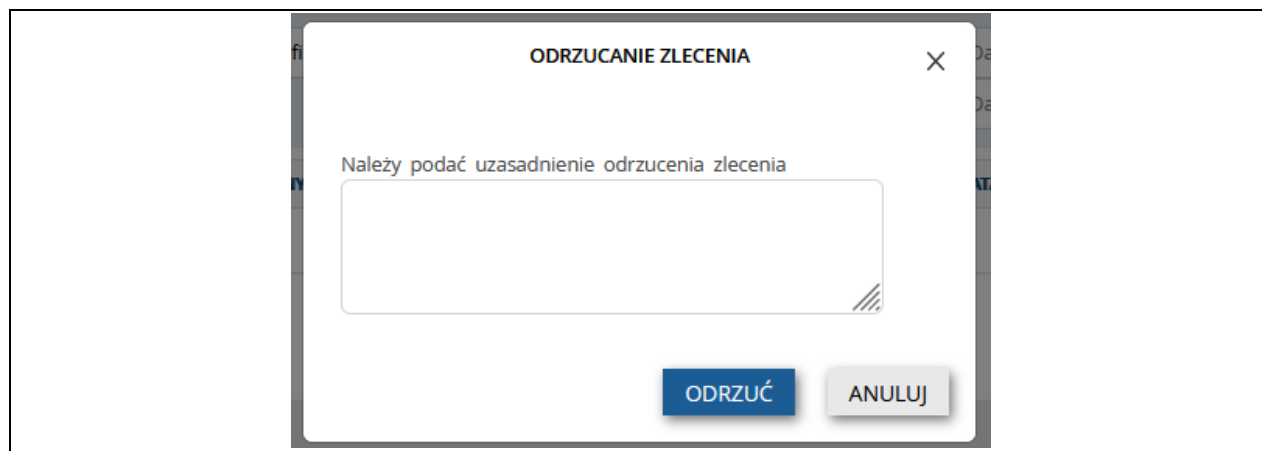 ODRZUCANIE ZLECENIA
Należy podać uzasadnienie odrzucenia zlecenia
ODRZUĆ
ANULUJ